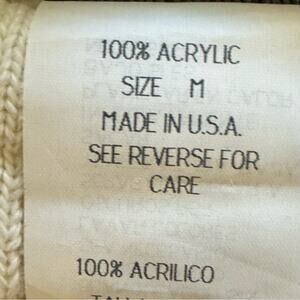 100% ACRYLIC
SIZE M
MADE IN U.S.A.
SEE REVERSE FOR
CARE
100% ACRILICO